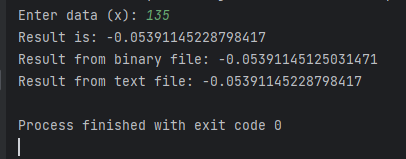 Enter data (x): 135
Result is: -0.05391145228798417
Result from binary file: -0.05391145125031471
Result from text file: -0.05391145228798417
Process finished with exit code 0